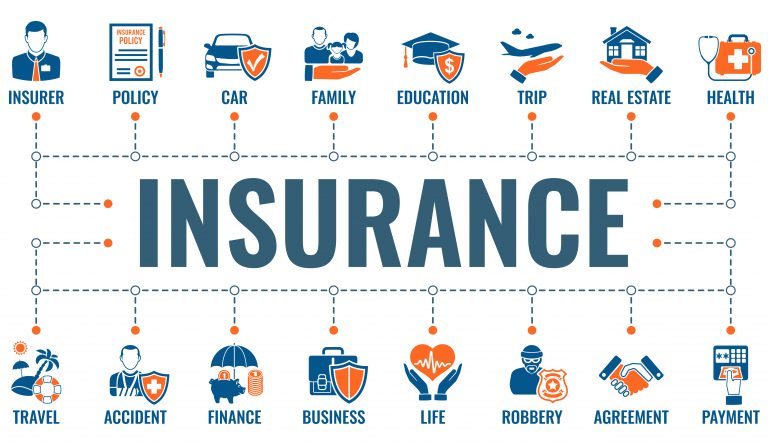 INSURANCE
POLICY
INSURER
POLICY
CAR
FAMILY
EDUCATION
TRIP
REAL ESTATE
HEALTH
INSURANCE
TRAVEL
ACCIDENT
FINANCE
BUSINESS
LIFE
ROBBERY
AGREEMENT
PAYMENT